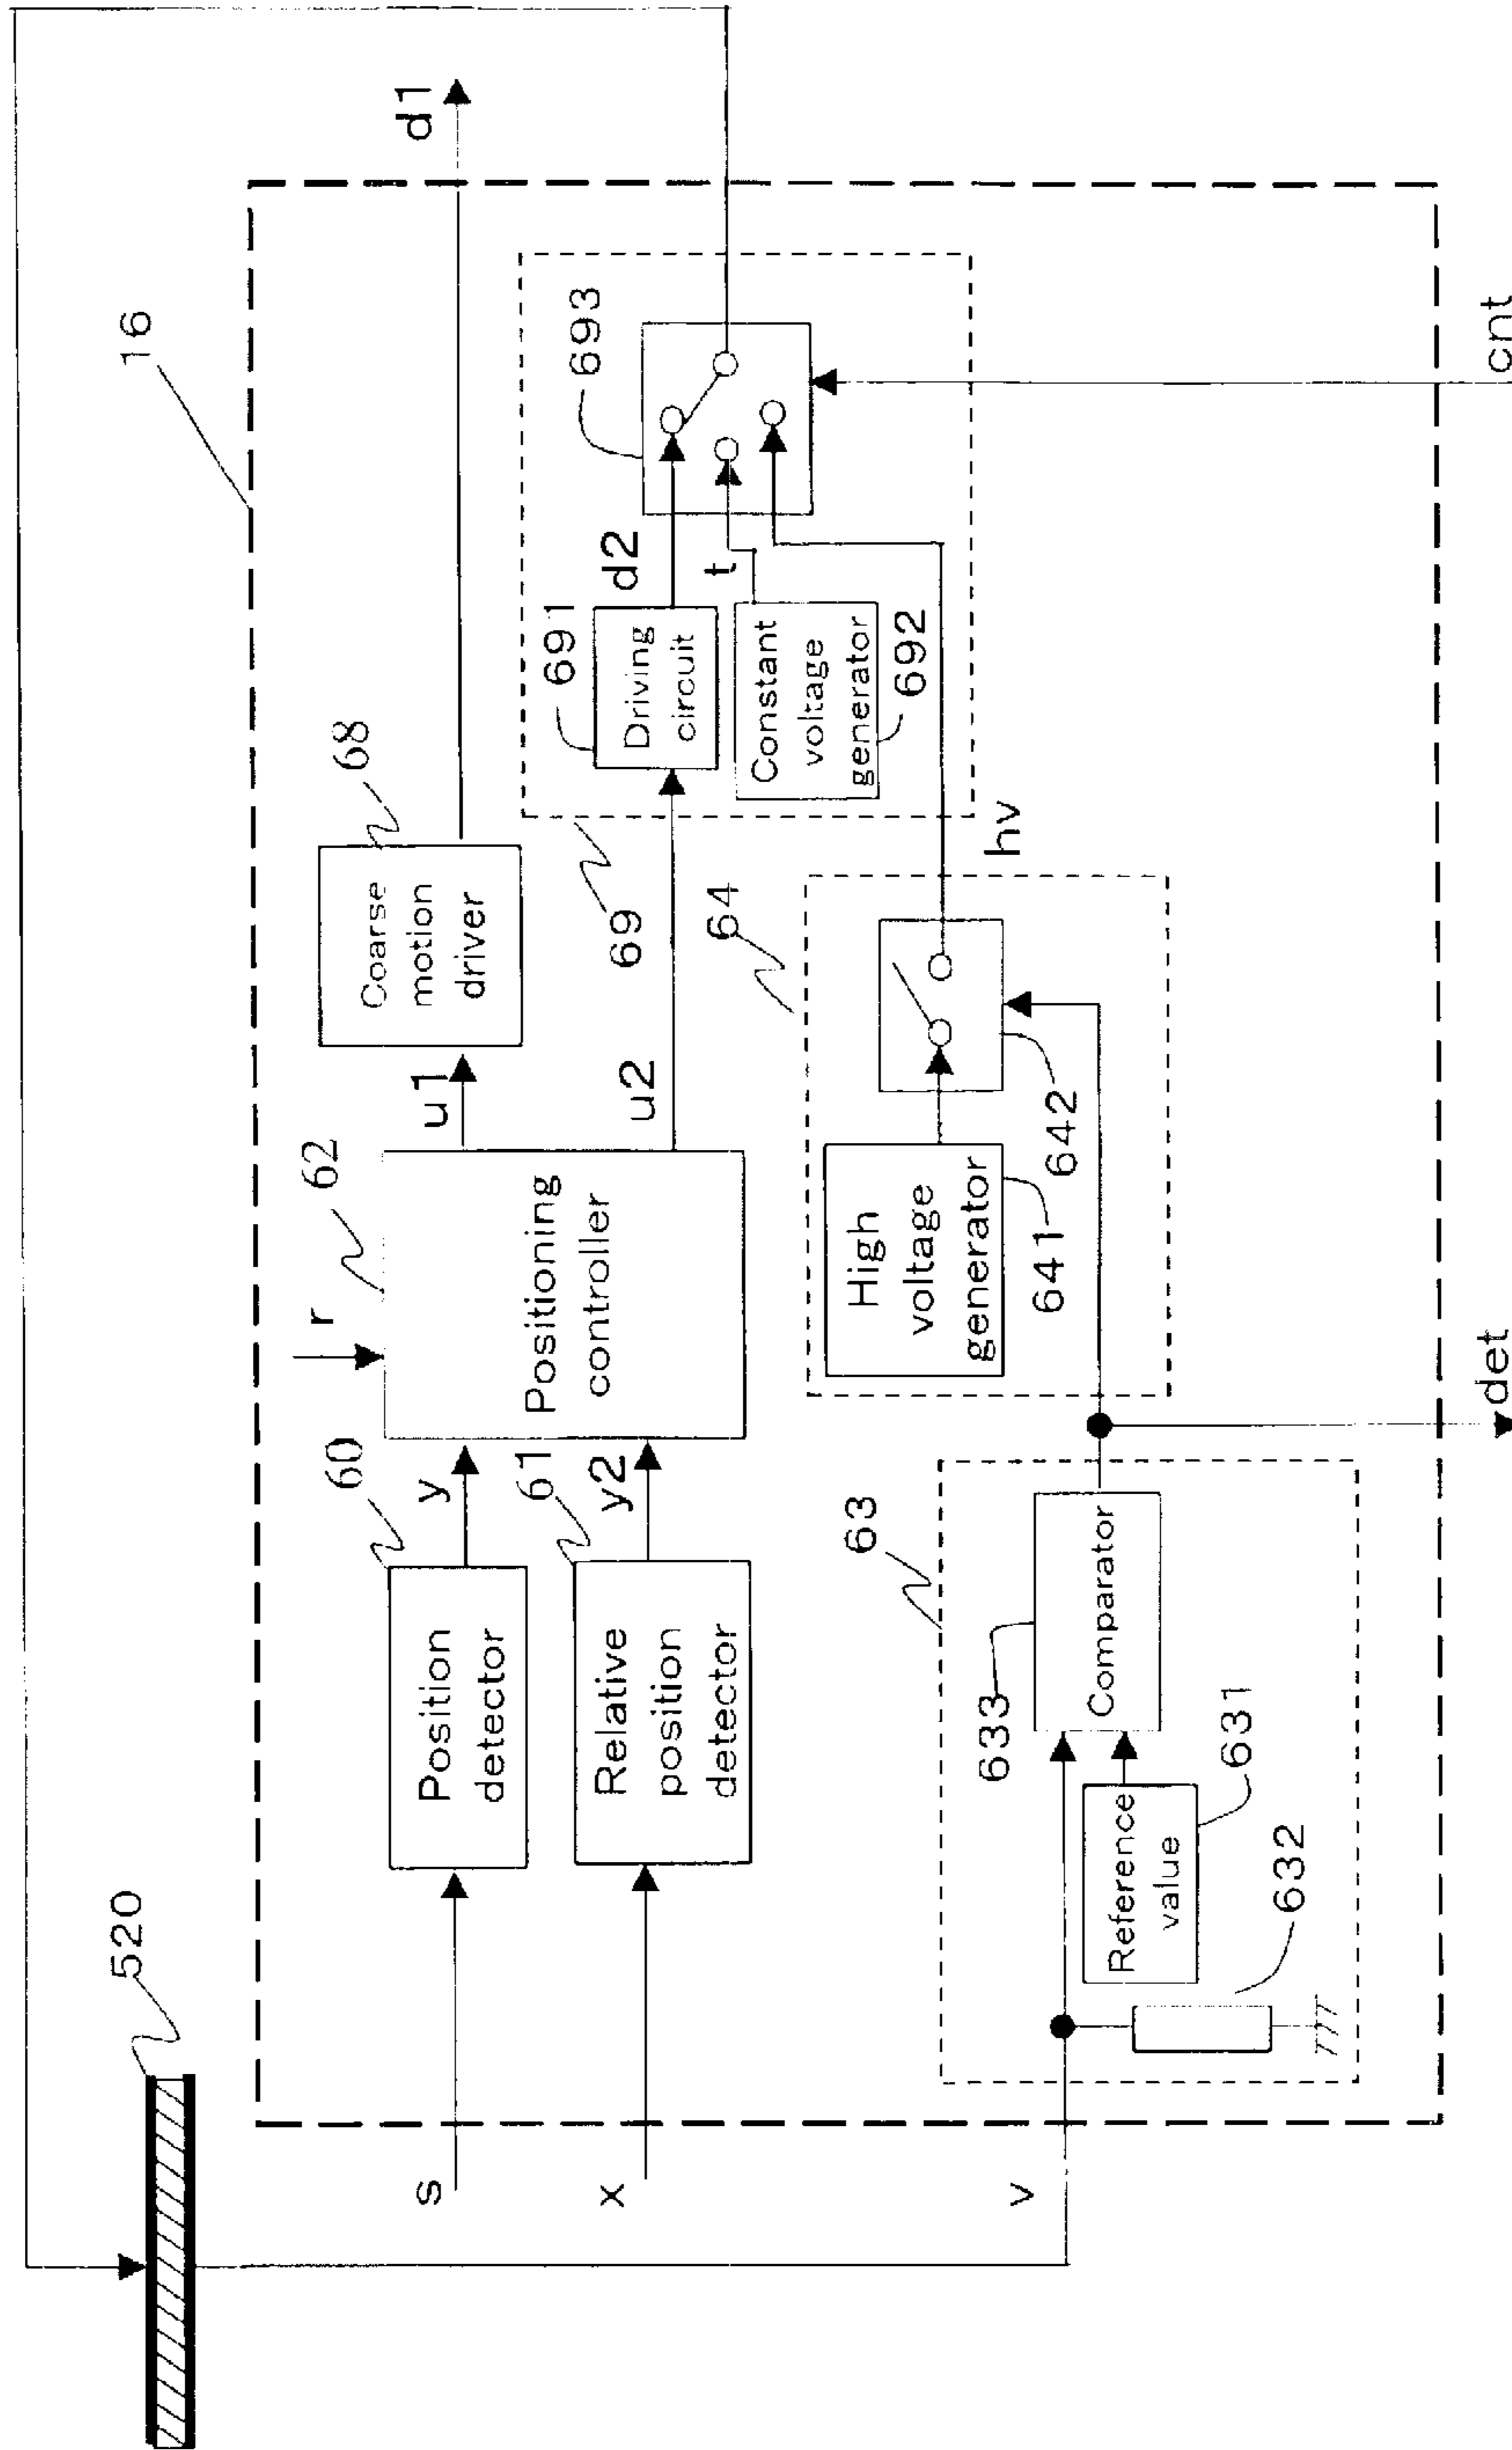 520
16
s
Position
detector
60
y
r
62
Positioning
controller
u1
Coarse
motion
driver
68
d1
x
Relative
position
detector
61
y2
u2
69
Driving
circuit
691
d2
693
t
Constant
voltage
generator
692
hv
64
High
voltage
generator
641
642
63
v
633
Comparator
Reference
value
631
632
det
cnt